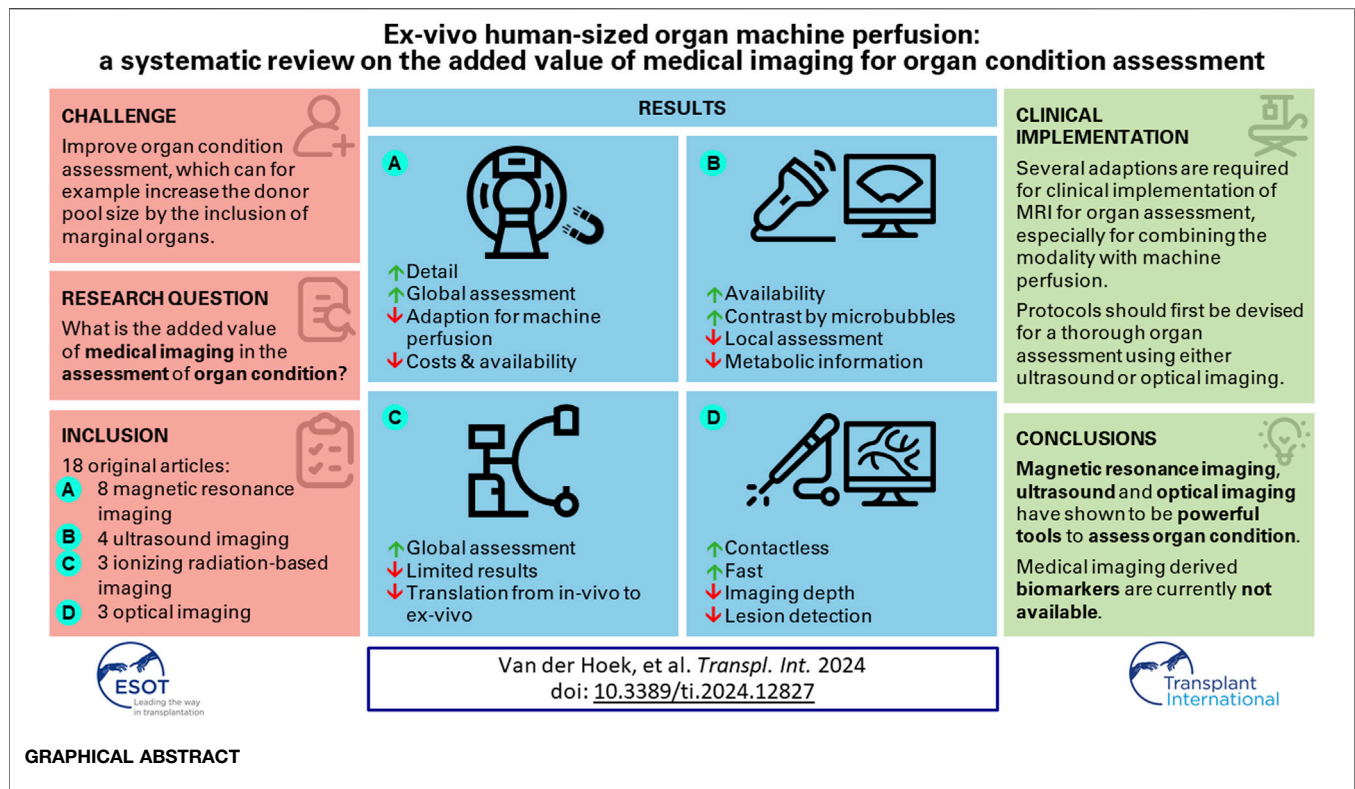 Ex-vivo human-sized organ machine perfusion:
a systematic review on the added value of medical imaging for organ condition assessment
CHALLENGE
Improve organ condition
assessment, which can for
example increase the donor
pool size by the inclusion of
marginal organs.
RESEARCH QUESTION
What is the added value
of medical imaging in the
assessment of organ condition?
INCLUSION
18 original articles:
A 8 magnetic resonance
imaging
B 4 ultrasound imaging
C 3 ionizing radiation-based
imaging
D 3 optical imaging
RESULTS
A
↑Detail
↑Global assessment
↓Adaption for machine
perfusion
↓Costs & availability
B
↑Availability
↑Contrast by microbubbles
↓Local assessment
↓Metabolic information
C
↑Global assessment
↓Limited results
↓Translation from in-vivo to
ex-vivo
D
↑Contactless
↑Fast
↓Imaging depth
↓Lesion detection
CLINICAL
IMPLEMENTATION
Several adaptions are required
for clinical implementation of
MRI for organ assessment,
especially for combining the
modality with machine
perfusion.
Protocols should first be devised
for a thorough organ
assessment using either
ultrasound or optical imaging.
CONCLUSIONS
Magnetic resonance imaging,
ultrasound and optical imaging
have shown to be powerful
tools to assess organ condition.
Medical imaging derived
biomarkers are currently not
available.
ESOT
Leading the way
in transplantation
Van der Hoek, et al. Transpl. Int. 2024
doi: 10.3389/ti.2024.12827
Transplant
International
GRAPHICAL ABSTRACT